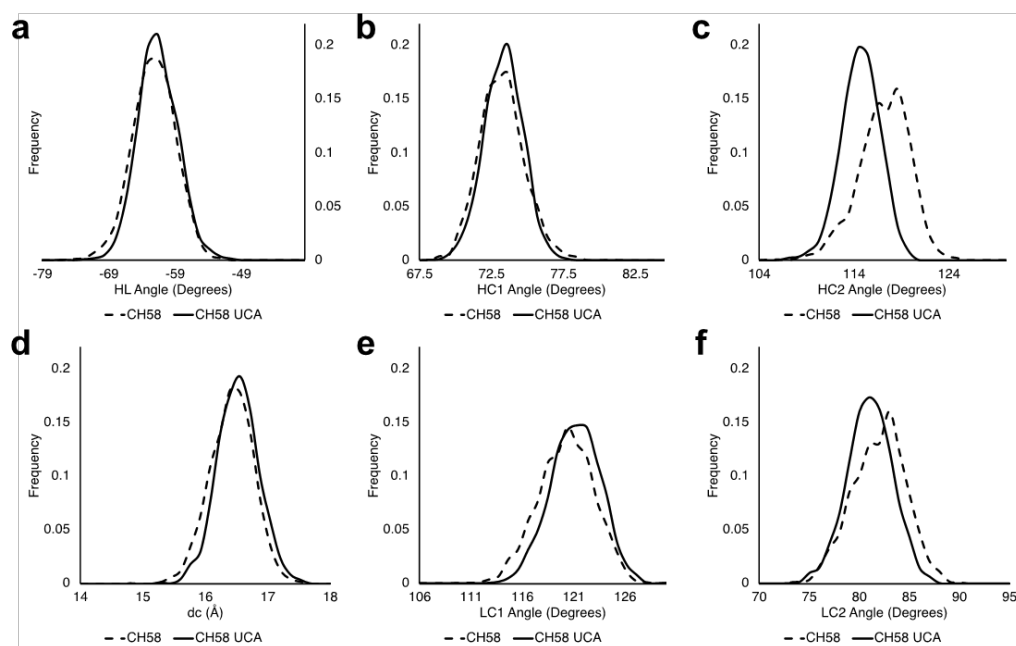 a
0.2
0.15
0.1
0.05
0
Frequency
-79 -69 -59 -49
HL Angle (Degrees)
CH58 CH58 UCA
b
0.2
0.15
0.1
0.05
0
Frequency
67.5 72.5 77.5 82.5
HC1 Angle (Degrees)
CH58 CH58 UCA
c
0.2
0.15
0.1
0.05
0
Frequency
104 114 124
HC2 Angle (Degrees)
CH58 CH58 UCA
d
0.2
0.15
0.1
0.05
0
Frequency
14 15 16 17 18
dc (Å)
CH58 CH58 UCA
e
0.2
0.15
0.1
0.05
0
Frequency
106 111 116 121 126
LC1 Angle (Degrees)
CH58 CH58 UCA
f
0.2
0.15
0.1
0.05
0
Frequency
70 75 80 85 90 95
LC2 Angle (Degrees)
CH58 CH58 UCA